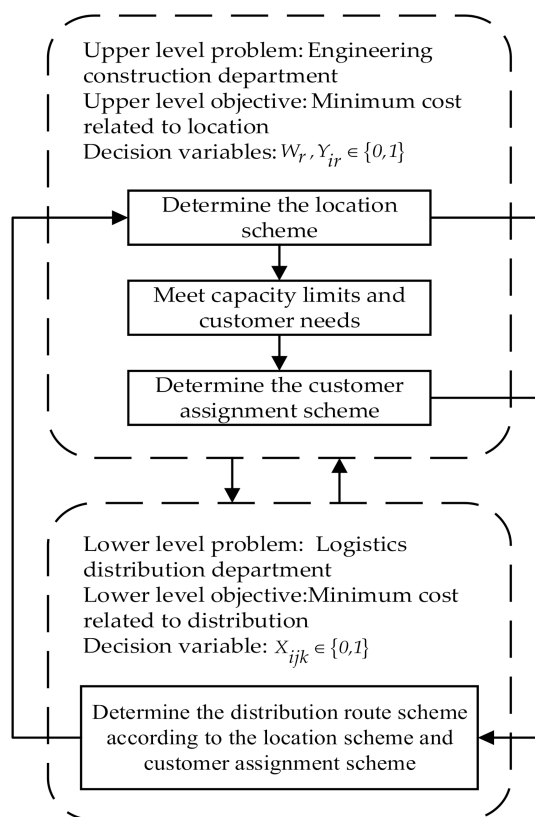 Upper level problem: Engineering
construction department
Upper level objective: Minimum cost
related to location
Decision variables: W_r, Y_ir ∈ {0,1}
Determine the location
scheme
Meet capacity limits and
customer needs
Determine the customer
assignment scheme
Lower level problem: Logistics
distribution department
Lower level objective:Minimum cost
related to distribution
Decision variable: X_ijk ∈ {0,1}
Determine the distribution route scheme
according to the location scheme and
customer assignment scheme